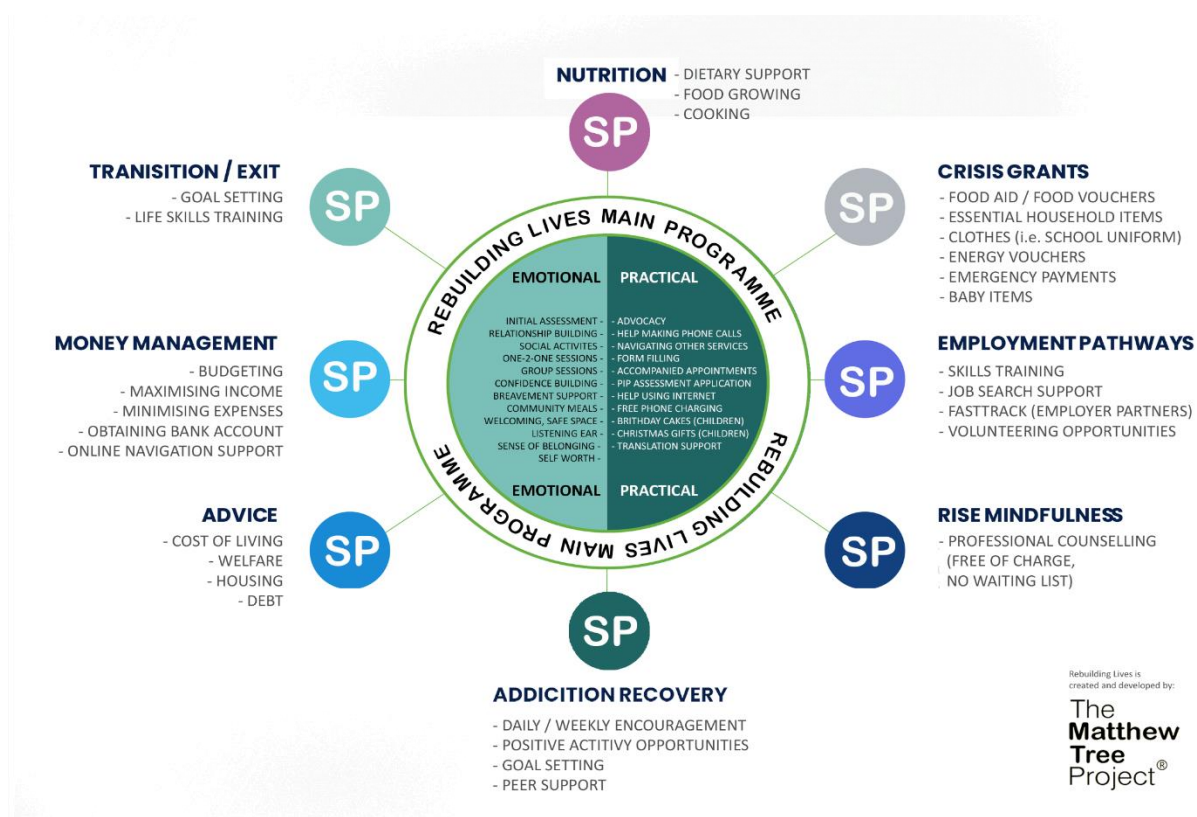 NUTRITION
- DIETARY SUPPORT
- FOOD GROWING
- COOKING
SP
TRANISITION / EXIT
- GOAL SETTING
- LIFE SKILLS TRAINING
SP
CRISIS GRANTS
- FOOD AID / FOOD VOUCHERS
- ESSENTIAL HOUSEHOLD ITEMS
- CLOTHES (i.e. SCHOOL UNIFORM)
- ENERGY VOUCHERS
- EMERGENCY PAYMENTS
- BABY ITEMS
SP
REBUILDING LIVES MAIN PROGRAMME
EMOTIONAL
INITIAL ASSESSMENT -
RELATIONSHIP BUILDING -
SOCIAL ACTIVITES -
ONE-2-ONE SESSIONS -
GROUP SESSIONS -
CONFIDENCE BUILDING -
BREAVEMENT SUPPORT -
COMMUNITY MEALS -
WELCOMING, SAFE SPACE -
LISTENING EAR -
SENSE OF BELONGING -
SELF WORTH -
EMOTIONAL
PRACTICAL
- ADVOCACY
- HELP MAKING PHONE CALLS
- NAVIGATING OTHER SERVICES
- FORM FILLING
- ACCOMPANIED APPOINTMENTS
- PIP ASSESSMENT APPLICATION
- HELP USING INTERNET
- FREE PHONE CHARGING
- BRITHDAY CAKES (CHILDREN)
- CHRISTMAS GIFTS (CHILDREN)
- TRANSLATION SUPPORT
PRACTICAL
REBUILDING LIVES MAIN PROGRAMME
MONEY MANAGEMENT
- BUDGETING
- MAXIMISING INCOME
- MINIMISING EXPENSES
- OBTAINING BANK ACCOUNT
- ONLINE NAVIGATION SUPPORT
SP
EMPLOYMENT PATHWAYS
- SKILLS TRAINING
- JOB SEARCH SUPPORT
- FASTTRACK (EMPLOYER PARTNERS)
- VOLUNTEERING OPPORTUNITIES
SP
ADVICE
- COST OF LIVING
- WELFARE
- HOUSING
- DEBT
SP
RISE MINDFULNESS
- PROFESSIONAL COUNSELLING
(FREE OF CHARGE,
NO WAITING LIST)
SP
SP
ADDICITION RECOVERY
- DAILY / WEEKLY ENCOURAGEMENT
- POSITIVE ACTITIVY OPPORTUNITIES
- GOAL SETTING
- PEER SUPPORT
Rebuilding Lives is
created and developed by:
The
Matthew
Tree
Project®